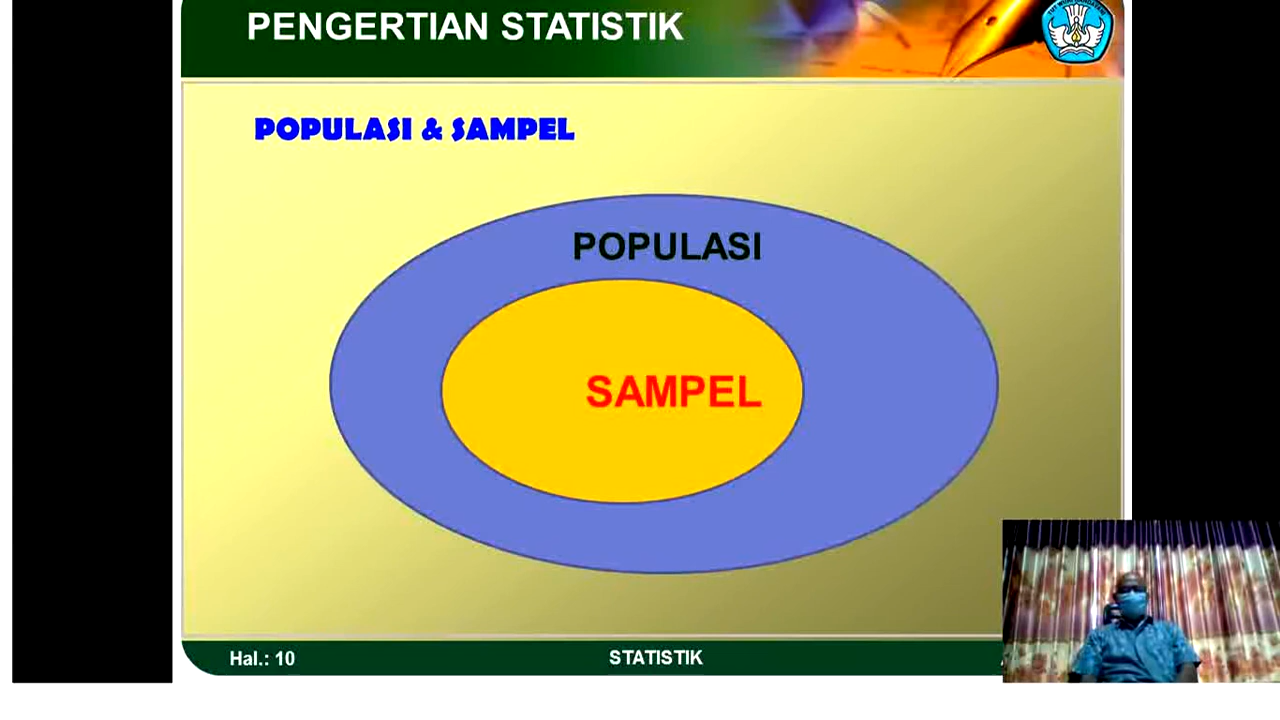 PENGERTIAN STATISTIK
POPULASI & SAMPEL
POPULASI
SAMPEL
Hal.: 10
STATISTIK